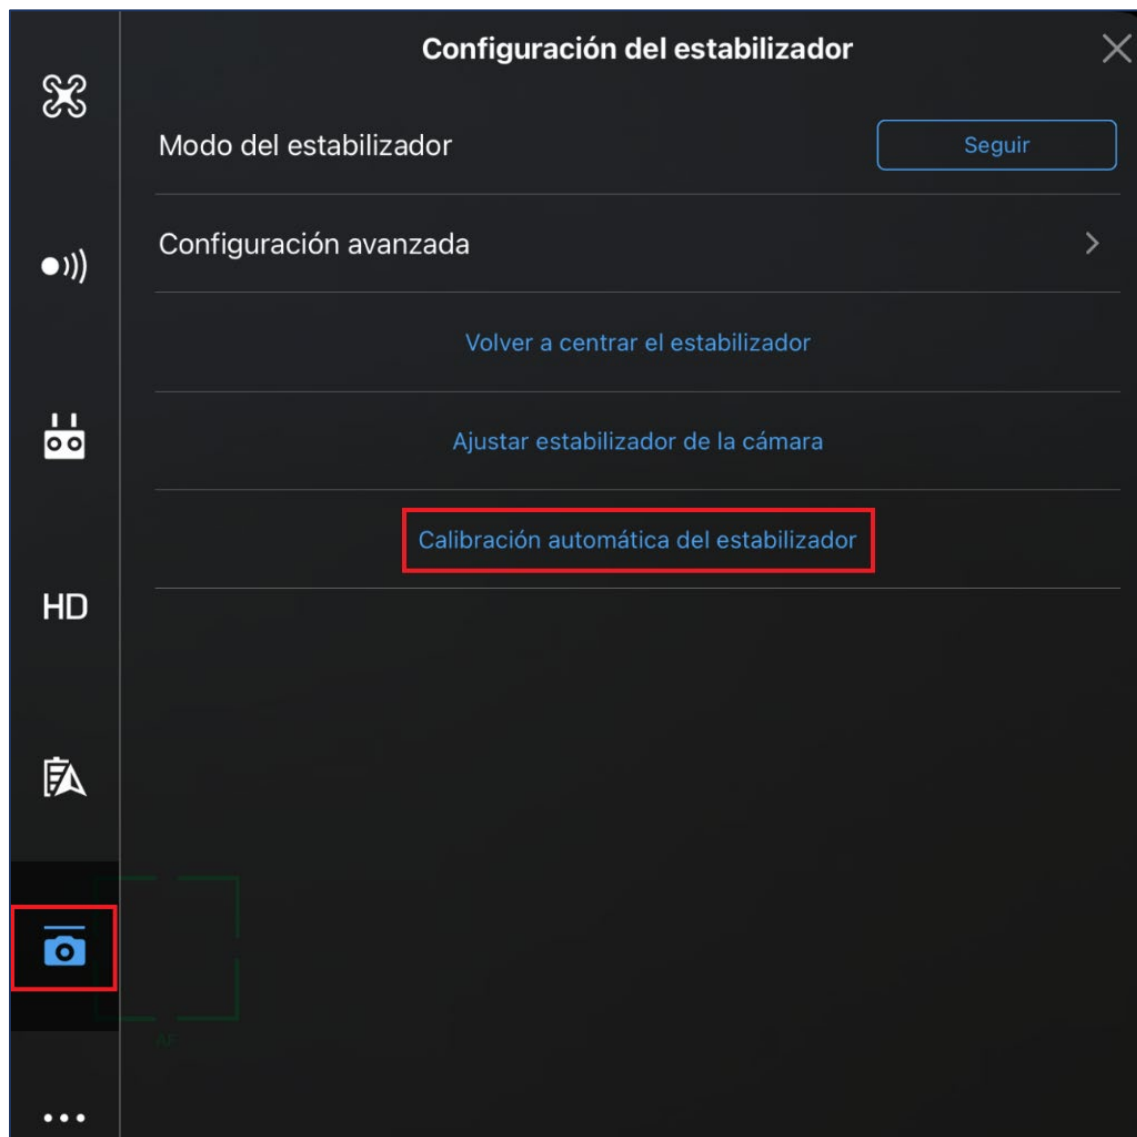 Configuración del estabilizador
Modo del estabilizador
Seguir
Configuración avanzada
Volver a centrar el estabilizador
Ajustar estabilizador de la cámara
Calibración automática del estabilizador
HD
AF